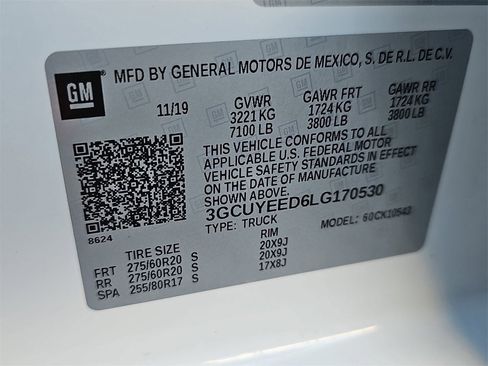 GM
MFD BY GENERAL MOTORS DE MEXICO, S. DE R.L. DE C.V.
11/19 GVWR GAWR FRT GAWR RR
3221 KG 1724 KG 1724 KG
7100 LB 3800 LB 3800 LB
THIS VEHICLE CONFORMS TO ALL
APPLICABLE U.S. FEDERAL MOTOR
VEHICLE SAFETY STANDARDS IN EFFECT
ON THE DATE OF MANUFACTURE
SHOWN ABOVE.
3GCUYEED6LG170530
8624 TYPE: TRUCK MODEL: 60CK10543
TIRE SIZE RIM
FRT 275/60R20 S 20X9J
RR 275/60R20 S 20X9J
SPA 255/80R17 S 17X8J